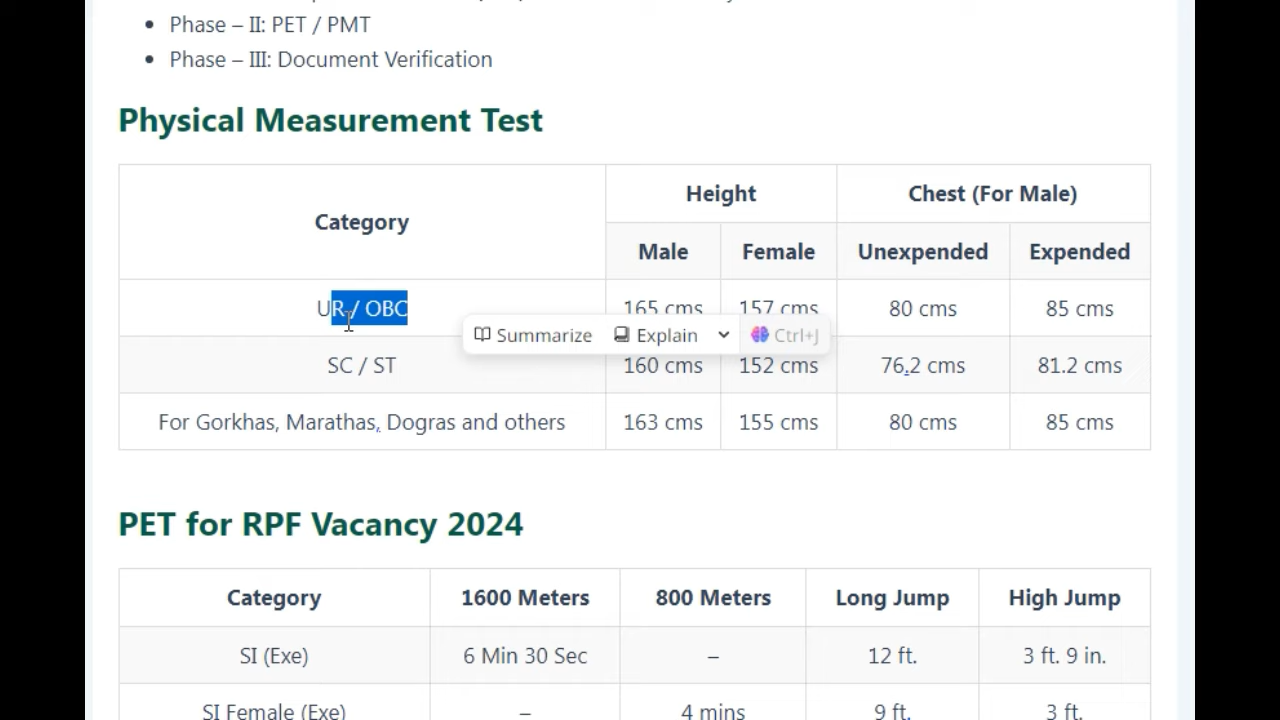 Phase – II: PET / PMT
Phase – III: Document Verification
Physical Measurement Test
Category Height Chest (For Male)
Male Female Unexpended Expended
UR / OBC 165 cms 157 cms 80 cms 85 cms
Summarize Explain Ctrl+J
SC / ST 160 cms 152 cms 76.2 cms 81.2 cms
For Gorkhas, Marathas, Dogras and others 163 cms 155 cms 80 cms 85 cms
PET for RPF Vacancy 2024
Category 1600 Meters 800 Meters Long Jump High Jump
SI (Exe) 6 Min 30 Sec – 12 ft. 3 ft. 9 in.
SI Female (Exe) – 4 mins 9 ft. 3 ft.